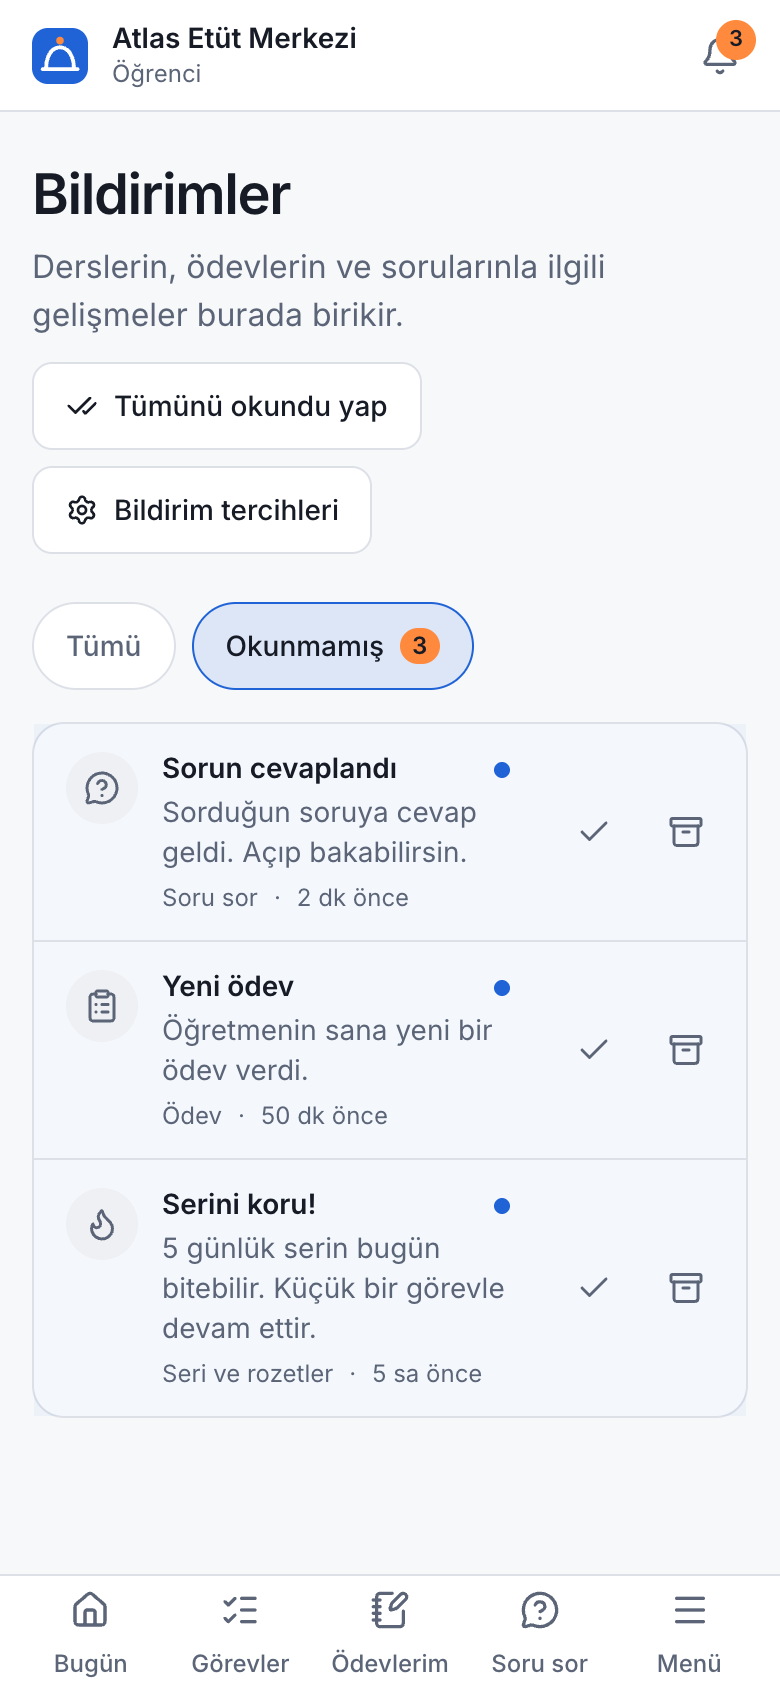 Atlas Etüt Merkezi
Öğrenci
3
Bildirimler
Derslerin, ödevlerin ve sorularınla ilgili
gelişmeler burada birikir.
Tümünü okundu yap
Bildirim tercihleri
Tümü
Okunmamış 3
Sorun cevaplandı
Sorduğun soruya cevap
geldi. Açıp bakabilirsin.
Soru sor · 2 dk önce
Yeni ödev
Öğretmenin sana yeni bir
ödev verdi.
Ödev · 50 dk önce
Serini koru!
5 günlük serin bugün
bitebilir. Küçük bir görevle
devam ettir.
Seri ve rozetler · 5 sa önce
Bugün
Görevler
Ödevlerim
Soru sor
Menü